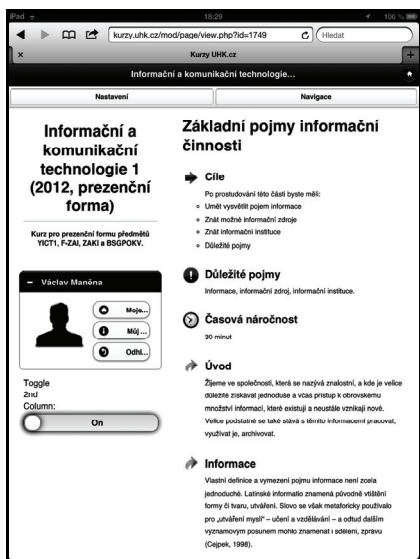 iPad
18:29
100 %
kurzy.uhk.cz/mod/page/view.php?id=1749
Hledat
Kurzy UHK.cz
Informační a komunikační technologie...
Nastavení
Navigace
Informační a
komunikační
technologie 1
(2012, prezenční
forma)
Kurz pro prezenční formu předmětů
YICT1, F-ZAI, ZAKI a BSGPOKV.
Václav Maněna
Moje...
Můj ...
Odhl...
Toggle
2nd
Column:
On
Základní pojmy informační
činnosti
Cíle
Po prostudování této části byste měli:
Umět vysvětlit pojem informace
Znát možné informační zdroje
Znát informační instituce
Důležité pojmy
Důležité pojmy
Informace, informační zdroj, informační instituce.
Časová náročnost
90 minut
Úvod
Žijeme ve společnosti, která se nazývá znalostní, a kde je velice
důležité získávat jednoduše a včas přístup k obrovskému
množství informací, které existují a neustále vznikají nové.
Velice podstatné se také stává s těmito informacemi pracovat,
využívat je, archivovat.
Informace
Vlastní definice a vymezení pojmu informace není zcela
jednoduché. Latinské informatio znamená původně vtištění
formy či tvaru, utváření. Slovo se však metaforicky používalo
pro „utváření mysli“ – učení a vzdělávání – a odtud dalším
významovým posunem mohlo znamenat i sdělení, zprávu
(Cejpek, 1998).